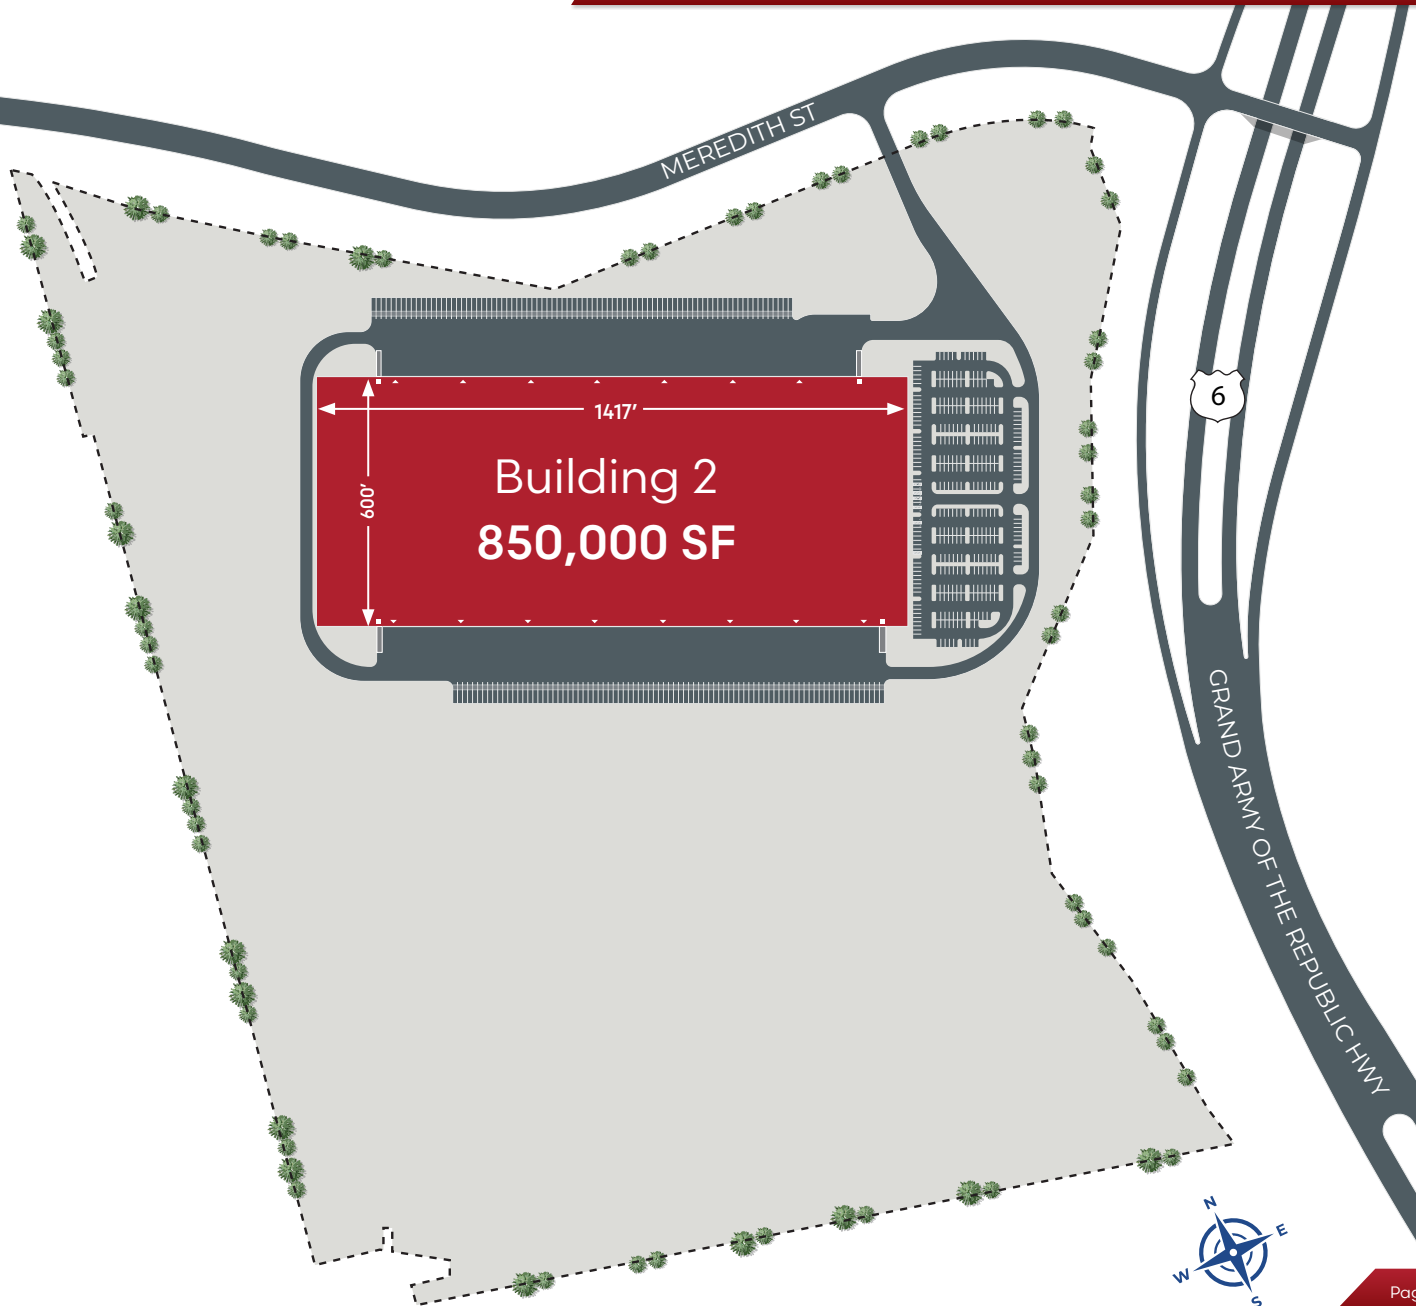 MEREDITH ST
6
1417'
600'
Building 2
850,000 SF
GRAND ARMY OF THE REPUBLIC HWY
N
E
W
S